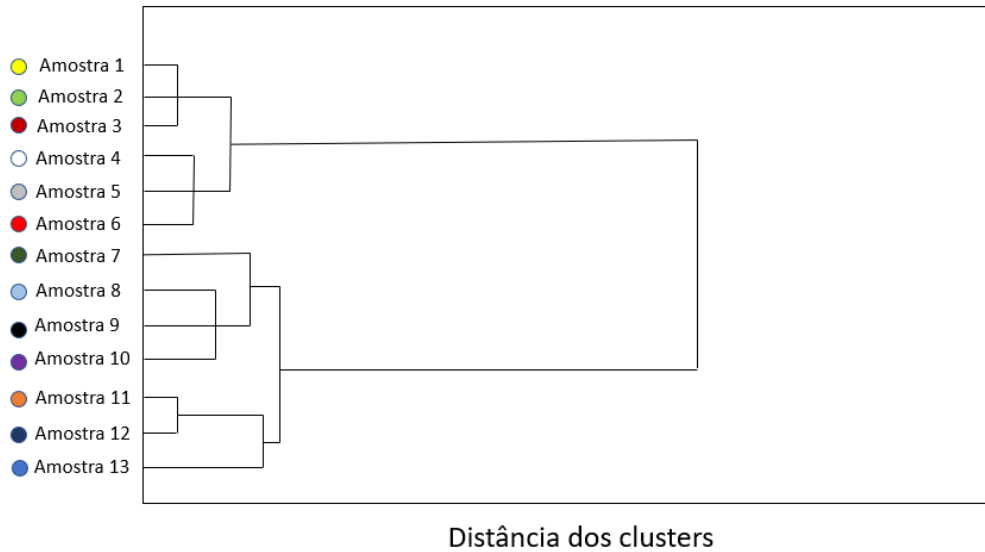 Amostra 1
Amostra 2
Amostra 3
Amostra 4
Amostra 5
Amostra 6
Amostra 7
Amostra 8
Amostra 9
Amostra 10
Amostra 11
Amostra 12
Amostra 13
Distância dos clusters